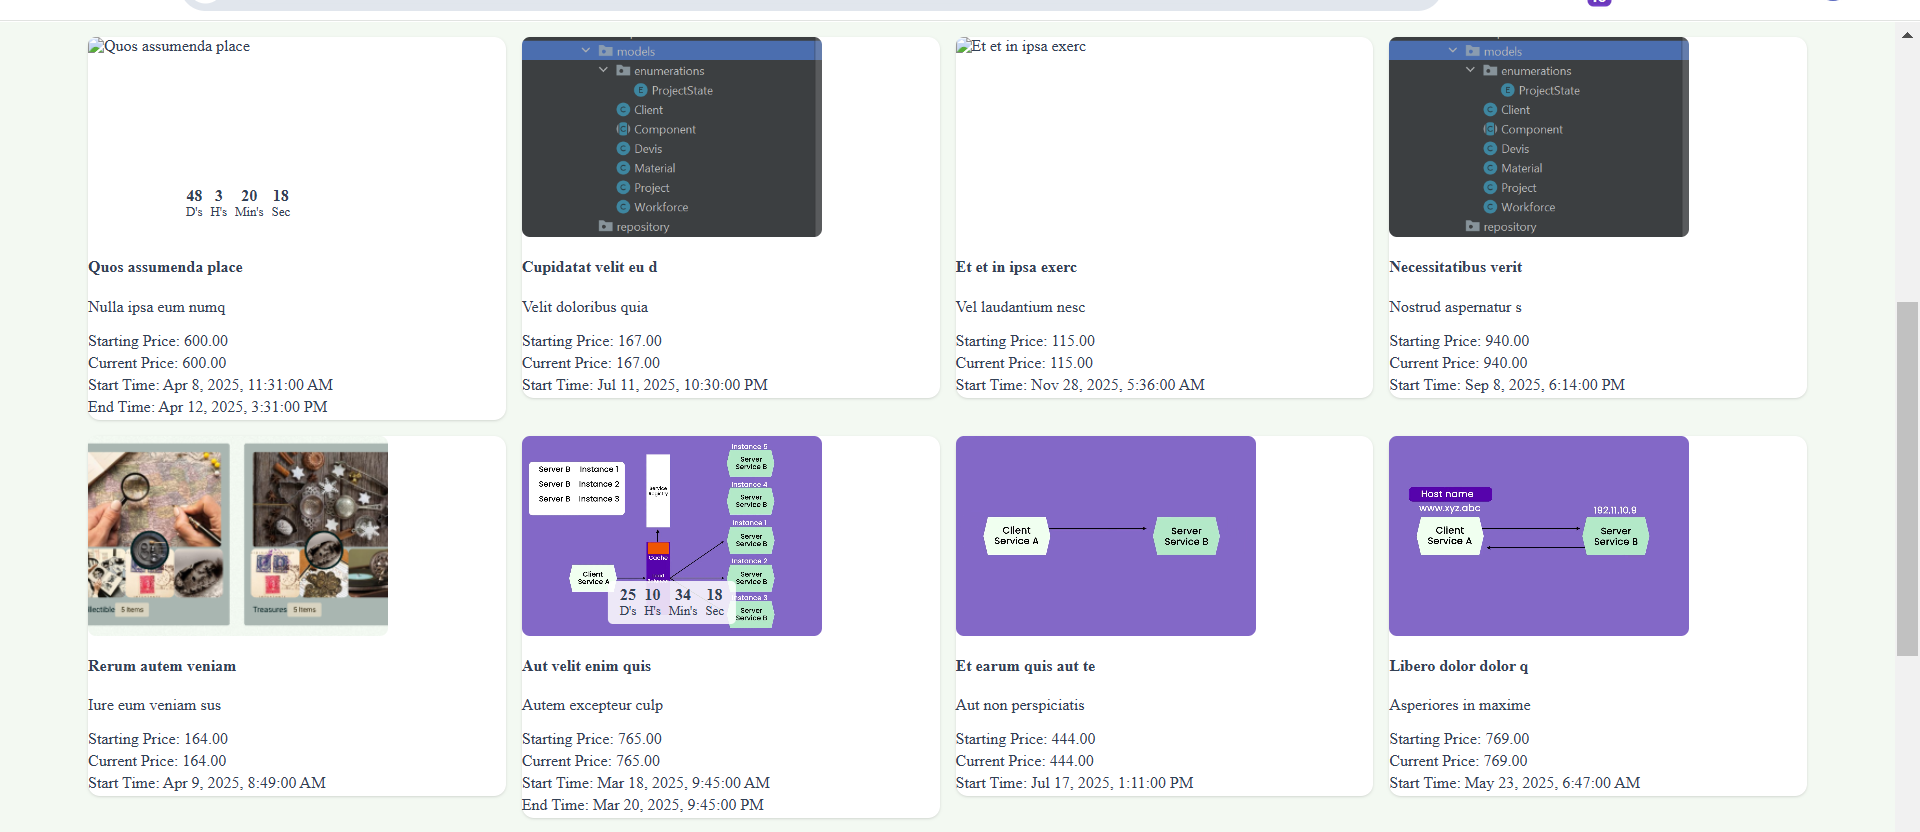 Quos assumenda place
48 3 20 18
D's H's Min's Sec
Quos assumenda place
Nulla ipsa eum numq
Starting Price: 600.00
Current Price: 600.00
Start Time: Apr 8, 2025, 11:31:00 AM
End Time: Apr 12, 2025, 3:31:00 PM
models
enumerations
ProjectState
Client
Component
Devis
Material
Project
Workforce
repository
Cupidatat velit eu d
Velit doloribus quia
Starting Price: 167.00
Current Price: 167.00
Start Time: Jul 11, 2025, 10:30:00 PM
Et et in ipsa exerc
Et et in ipsa exerc
Vel laudantium nesc
Starting Price: 115.00
Current Price: 115.00
Start Time: Nov 28, 2025, 5:36:00 AM
models
enumerations
ProjectState
Client
Component
Devis
Material
Project
Workforce
repository
Necessitatibus verit
Nostrud aspernatur s
Starting Price: 940.00
Current Price: 940.00
Start Time: Sep 8, 2025, 6:14:00 PM
llectible 5 Items
Treasures 5 Items
Rerum autem veniam
Iure eum veniam sus
Starting Price: 164.00
Current Price: 164.00
Start Time: Apr 9, 2025, 8:49:00 AM
Server B Instance 1
Server B Instance 2
Server B Instance 3
Service
Registry
Instance 5
Server
Service B
Instance 4
Server
Service B
Instance 1
Server
Service B
Instance 2
Server
Service B
Instance 3
Server
Service B
Cache
Client
Service A
25 10 34 18
D's H's Min's Sec
Aut velit enim quis
Autem excepteur culp
Starting Price: 765.00
Current Price: 765.00
Start Time: Mar 18, 2025, 9:45:00 AM
End Time: Mar 20, 2025, 9:45:00 PM
Client
Service A
Server
Service B
Et earum quis aut te
Aut non perspiciatis
Starting Price: 444.00
Current Price: 444.00
Start Time: Jul 17, 2025, 1:11:00 PM
Host name
www.xyz.abc
Client
Service A
192.11.10.9
Server
Service B
Libero dolor dolor q
Asperiores in maxime
Starting Price: 769.00
Current Price: 769.00
Start Time: May 23, 2025, 6:47:00 AM